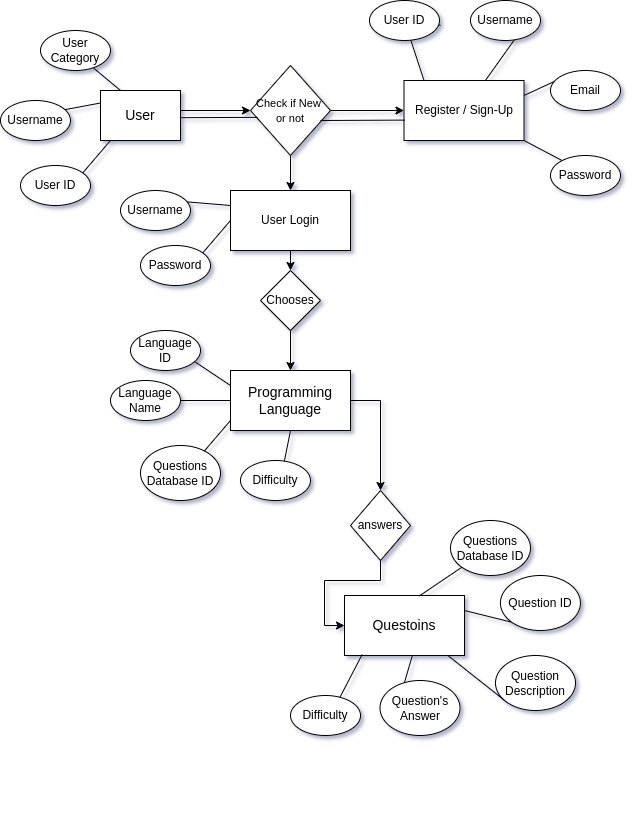 User ID
Username
User
Category
Email
Username
User
Check if New
or not
Register / Sign-Up
User ID
Password
Username
User Login
Password
Chooses
Language
ID
Language
Name
Programming
Language
Questions
Database ID
Difficulty
answers
Questions
Database ID
Question ID
Questoins
Question
Description
Difficulty
Question's
Answer